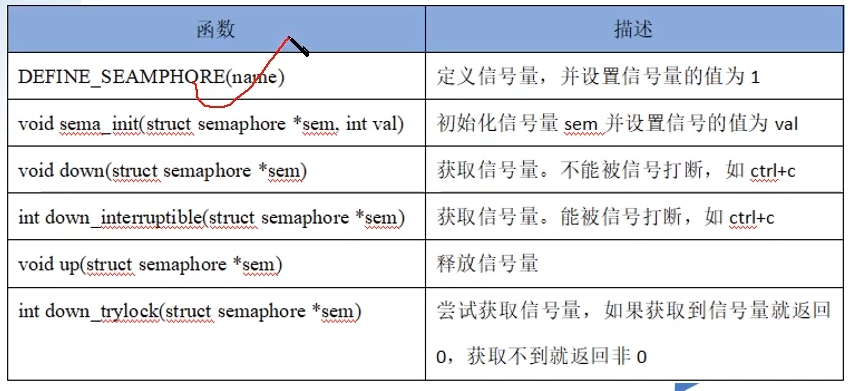 函数 描述
DEFINE_SEAMPHORE(name) 定义信号量，并设置信号量的值为 1
void sema_init(struct semaphore *sem, int val) 初始化信号量 sem 并设置信号的值为 val
void down(struct semaphore *sem) 获取信号量。不能被信号打断，如 ctrl+c
int down_interruptible(struct semaphore *sem) 获取信号量。能被信号打断，如 ctrl+c
void up(struct semaphore *sem) 释放信号量
int down_trylock(struct semaphore *sem) 尝试获取信号量，如果获取到信号量就返回
0，获取不到就返回非 0